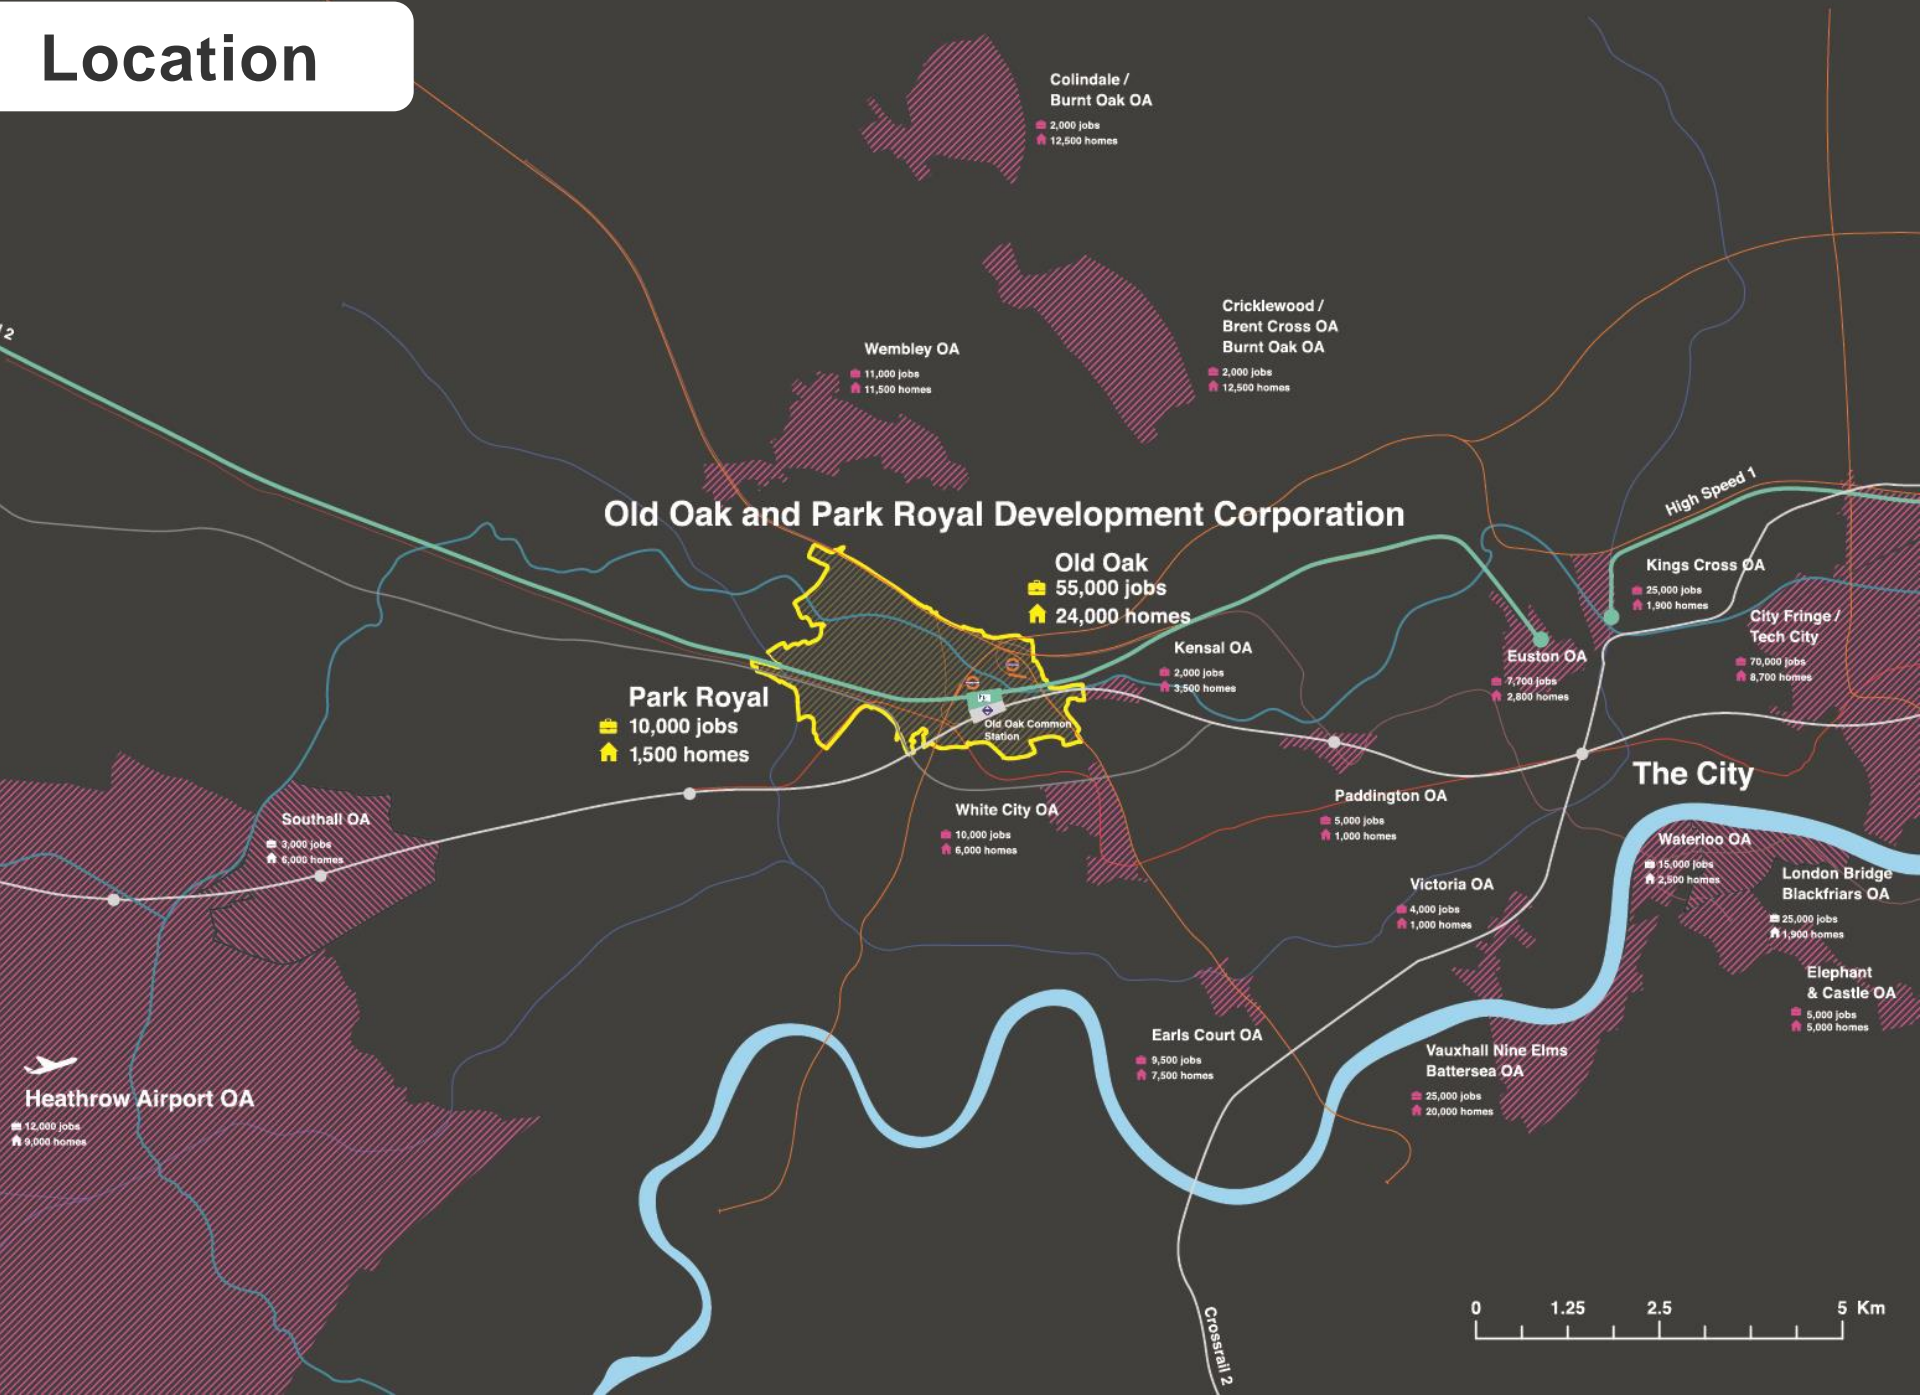 Location
Colindale /
Burnt Oak OA
2,000 jobs
12,500 homes
Cricklewood /
Brent Cross OA
Burnt Oak OA
2,000 jobs
12,500 homes
2
Wembley OA
11,000 jobs
11,500 homes
Old Oak and Park Royal Development Corporation
High Speed 1
Old Oak
55,000 jobs
24,000 homes
Kings Cross OA
25,000 jobs
1,900 homes
City Fringe /
Tech City
70,000 jobs
8,700 homes
Kensal OA
2,000 jobs
3,500 homes
Euston OA
7,700 jobs
2,800 homes
Park Royal
10,000 jobs
1,500 homes
Old Oak Common
Station
The City
Southall OA
3,000 jobs
6,000 homes
White City OA
10,000 jobs
6,000 homes
Paddington OA
5,000 jobs
1,000 homes
Waterloo OA
15,000 jobs
2,500 homes
London Bridge
Blackfriars OA
25,000 jobs
1,900 homes
Victoria OA
4,000 jobs
1,000 homes
Elephant
& Castle OA
5,000 jobs
5,000 homes
Earls Court OA
9,500 jobs
7,500 homes
Vauxhall Nine Elms
Battersea OA
25,000 jobs
20,000 homes
Heathrow Airport OA
12,000 jobs
9,000 homes
Crossrail 2
0 1.25 2.5 5 Km